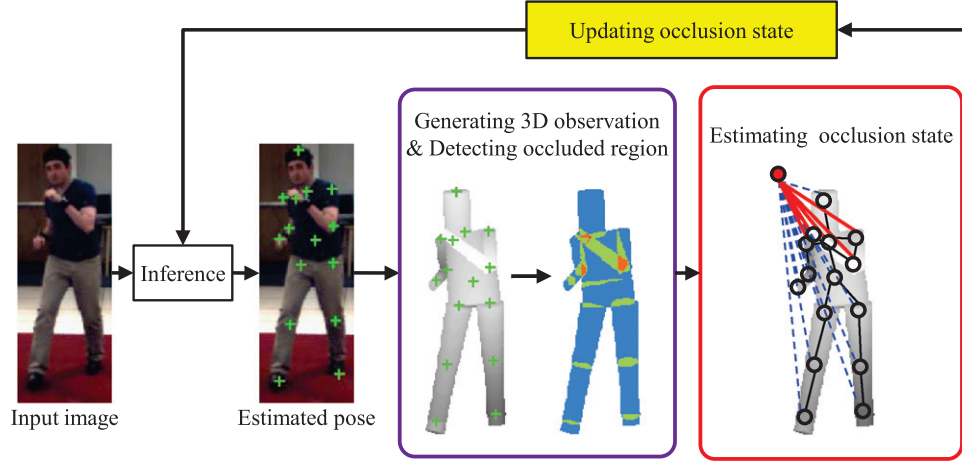 Updating occlusion state
Generating 3D observation
& Detecting occluded region
Estimating occlusion state
Inference
Input image
Estimated pose